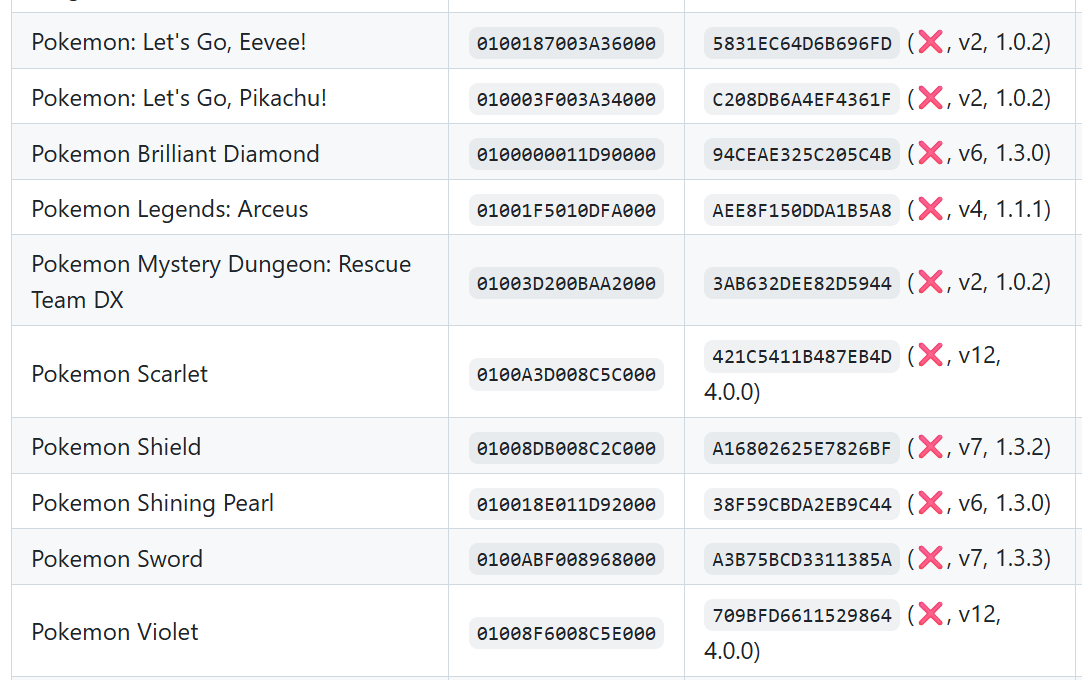 Pokemon: Let's Go, Eevee! 0100187003A36000 5831EC64D6B696FD (❌, v2, 1.0.2)
Pokemon: Let's Go, Pikachu! 010003F003A34000 C208DB6A4EF4361F (❌, v2, 1.0.2)
Pokemon Brilliant Diamond 0100000011D90000 94CEAE325C205C4B (❌, v6, 1.3.0)
Pokemon Legends: Arceus 01001F5010DFA000 AEE8F150DDA1B5A8 (❌, v4, 1.1.1)
Pokemon Mystery Dungeon: Rescue
Team DX 01003D200BAA2000 3AB632DEE82D5944 (❌, v2, 1.0.2)
Pokemon Scarlet 0100A3D008C5C000 421C5411B487EB4D (❌, v12,
4.0.0)
Pokemon Shield 01008DB008C2C000 A16802625E7826BF (❌, v7, 1.3.2)
Pokemon Shining Pearl 010018E011D92000 38F59CBDA2EB9C44 (❌, v6, 1.3.0)
Pokemon Sword 0100ABF008968000 A3B75BCD3311385A (❌, v7, 1.3.3)
Pokemon Violet 01008F6008C5E000 709BFD6611529864 (❌, v12,
4.0.0)